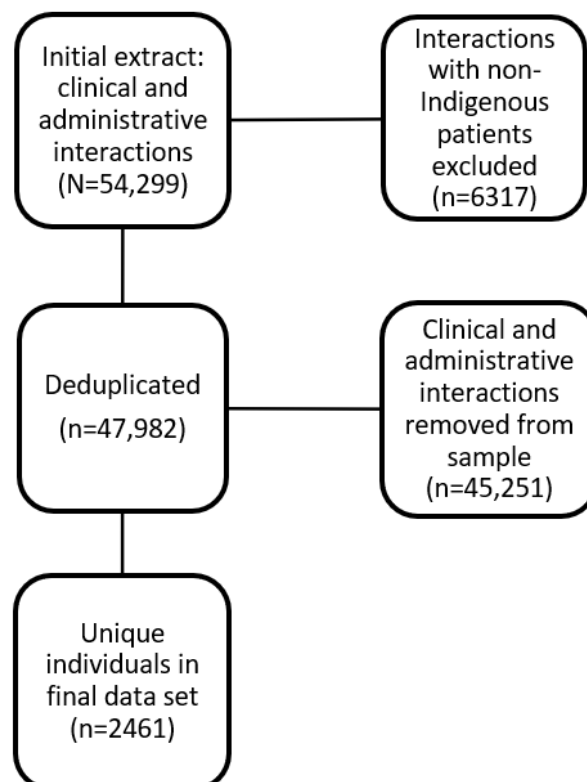 Initial extract:
clinical and
administrative
interactions
(N=54,299)
Interactions
with non-
Indigenous
patients
excluded
(n=6317)
Deduplicated
(n=47,982)
Clinical and
administrative
interactions
removed from
sample
(n=45,251)
Unique
individuals in
final data set
(n=2461)